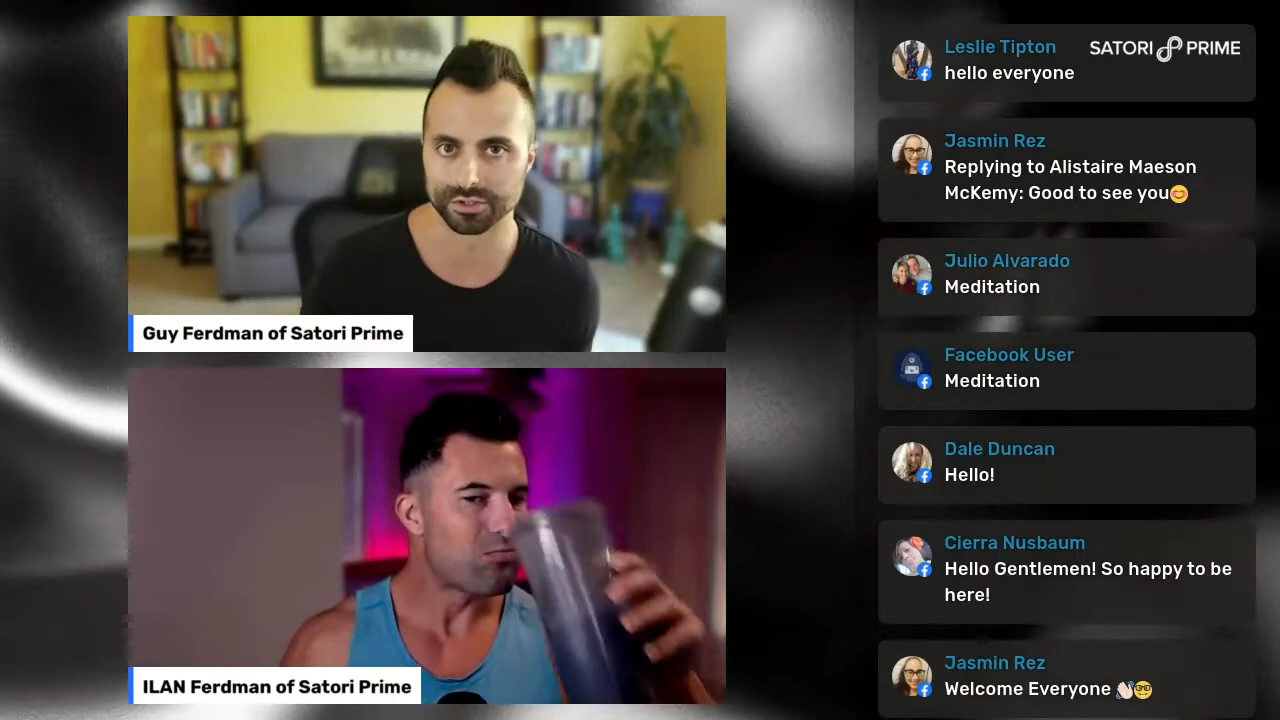 Guy Ferdman of Satori Prime
ILAN Ferdman of Satori Prime
SATORI PRIME
Leslie Tipton
hello everyone
Jasmin Rez
Replying to Alistaire Maeson
McKemy: Good to see you😊
Julio Alvarado
Meditation
Facebook User
Meditation
Dale Duncan
Hello!
Cierra Nusbaum
Hello Gentlemen! So happy to be
here!
Jasmin Rez
Welcome Everyone 👋🏻🤓